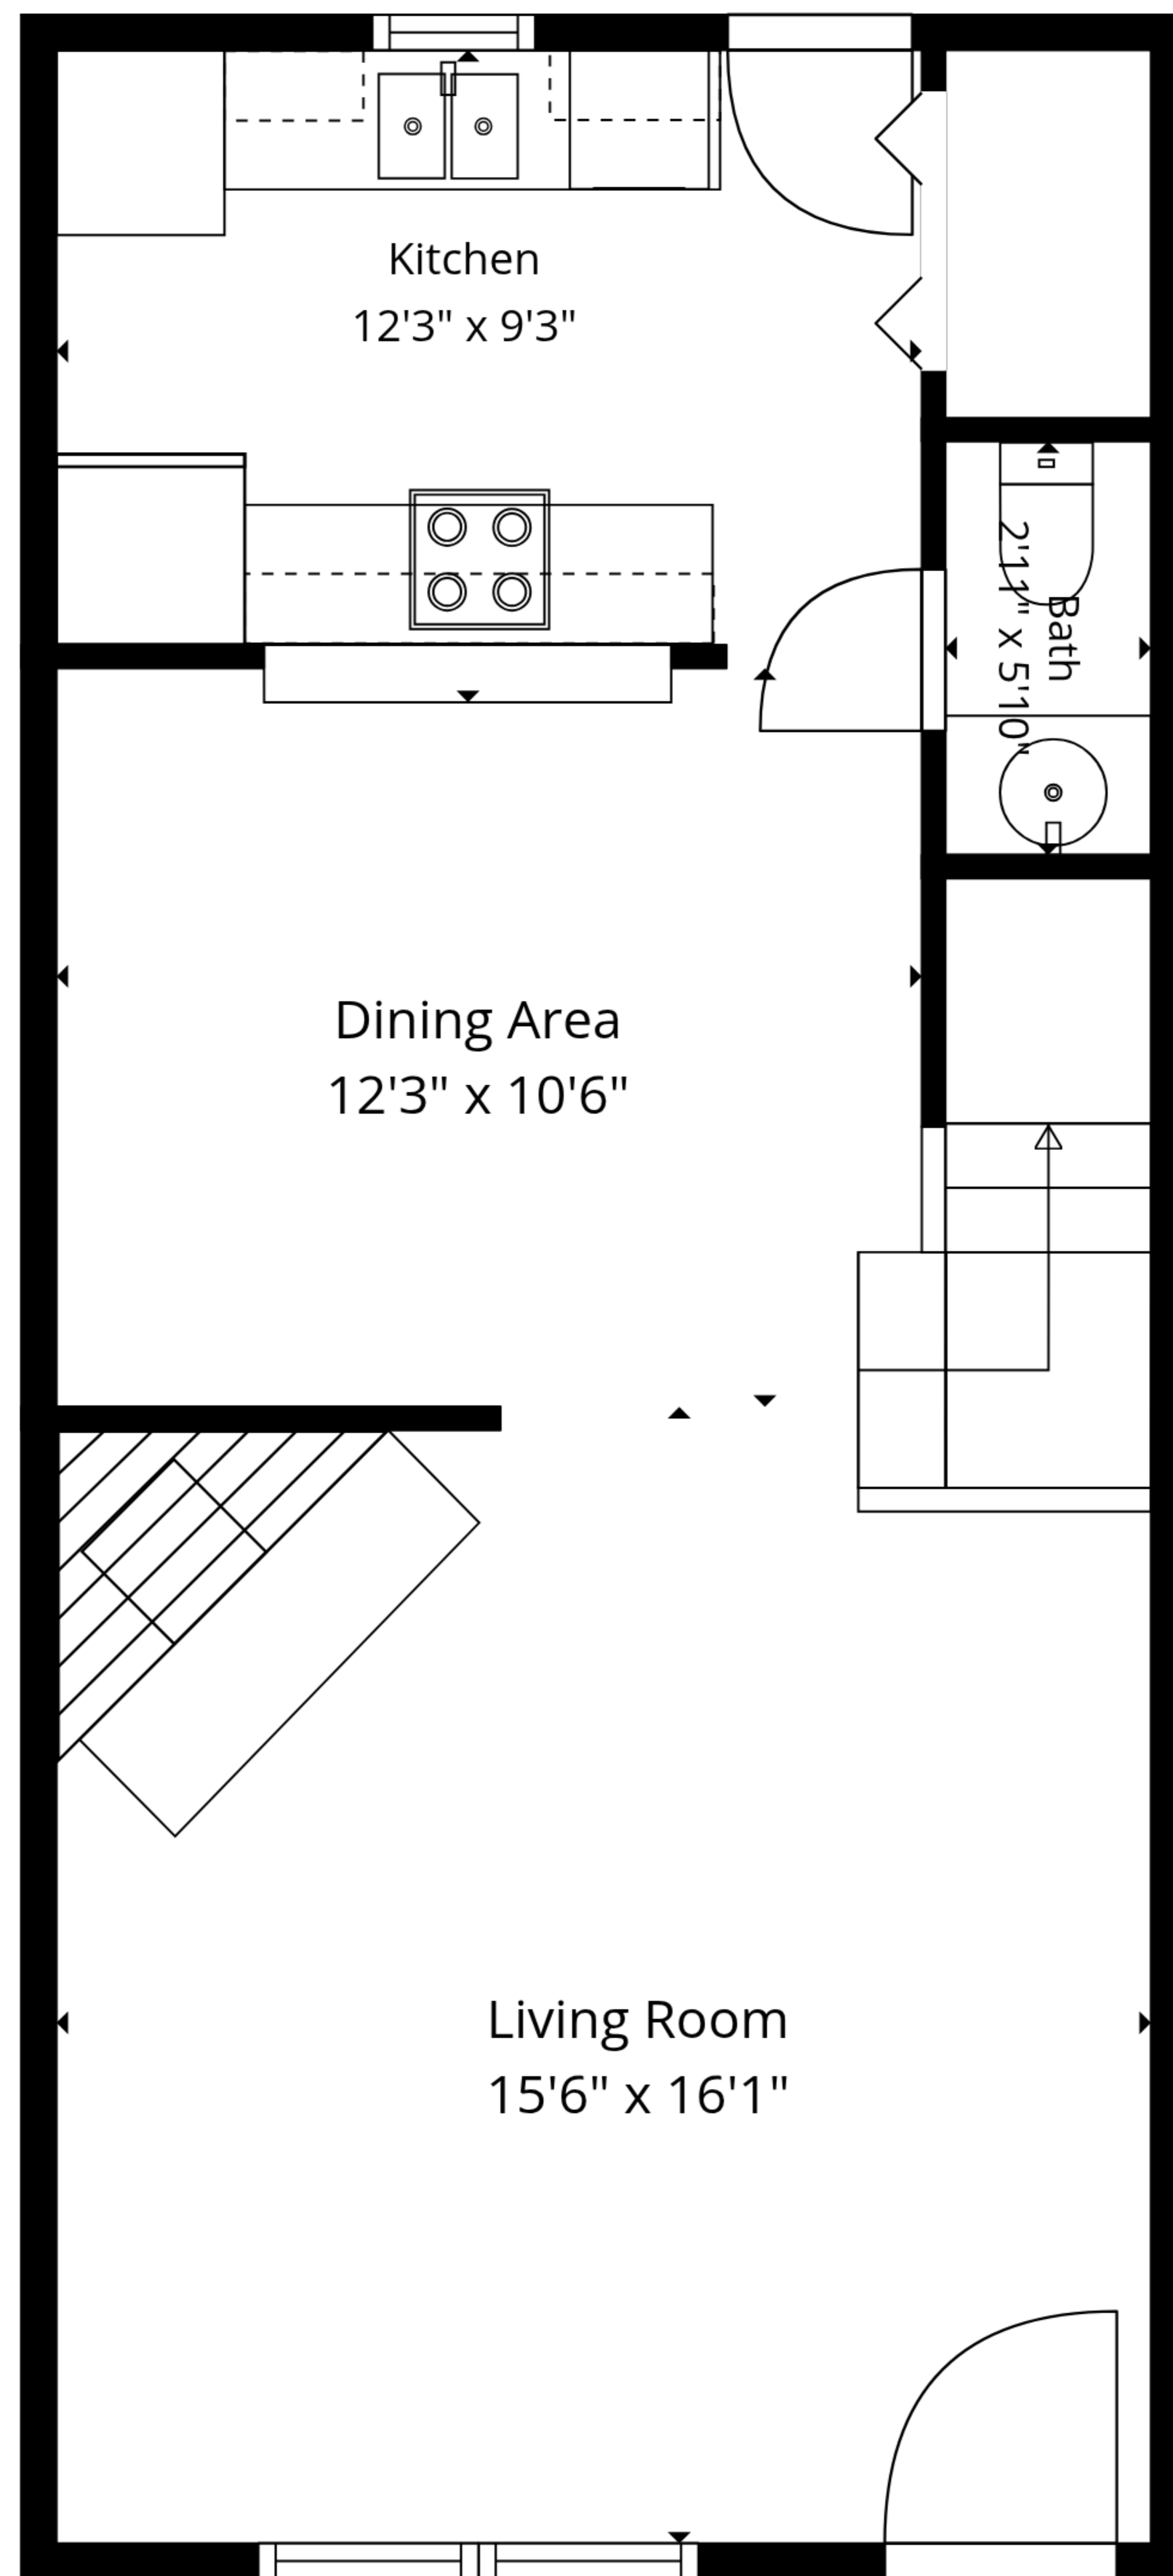 Kitchen
12'3" x 9'3"
Bath
2'11" x 5'10"
Dining Area
12'3" x 10'6"
Living Room
15'6" x 16'1"